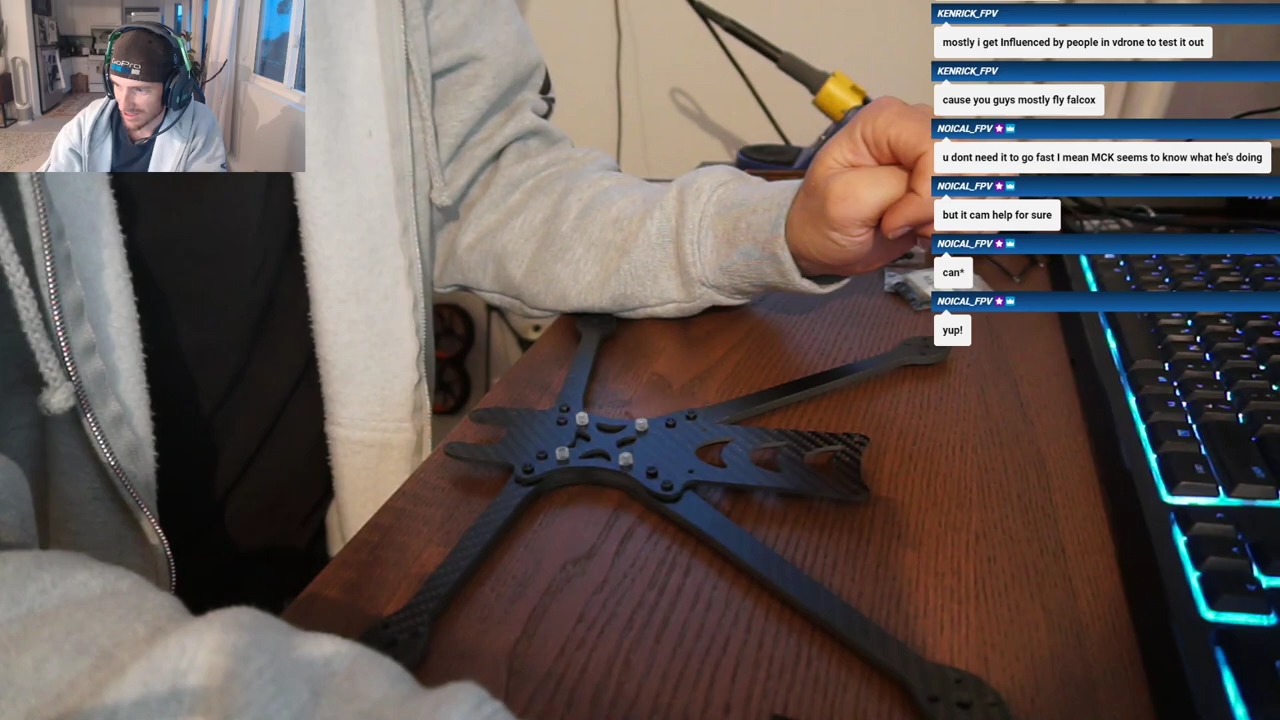 GoPro
KENRICK_FPV
mostly i get Influenced by people in vdrone to test it out
KENRICK_FPV
cause you guys mostly fly falcox
NOICAL_FPV
u dont need it to go fast I mean MCK seems to know what he's doing
NOICAL_FPV
but it cam help for sure
NOICAL_FPV
can*
NOICAL_FPV
yup!